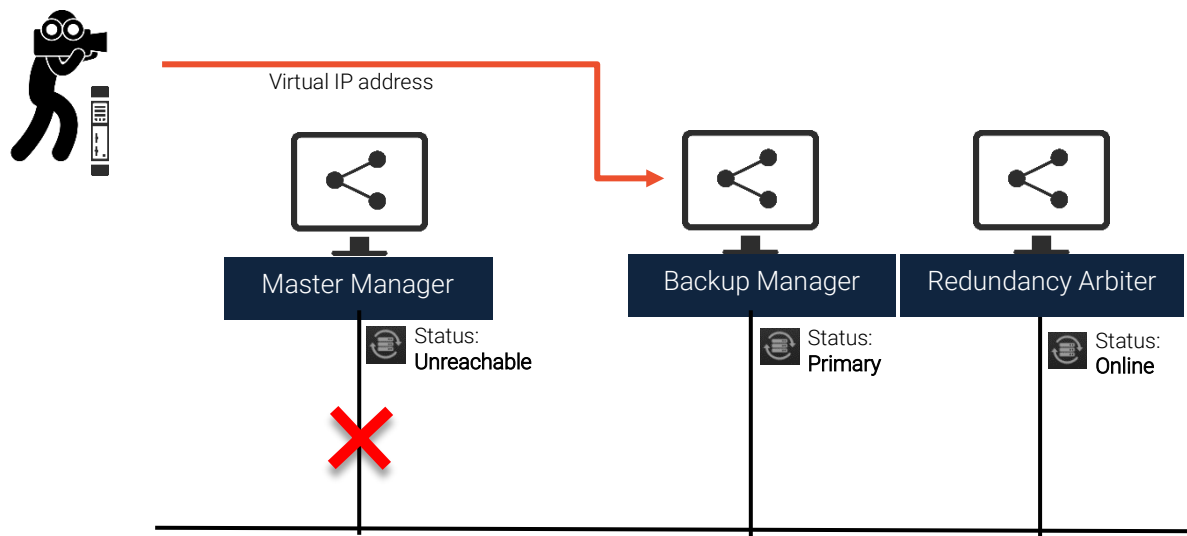 Virtual IP address
Master Manager
Backup Manager
Redundancy Arbiter
Status:
Unreachable
Status:
Primary
Status:
Online